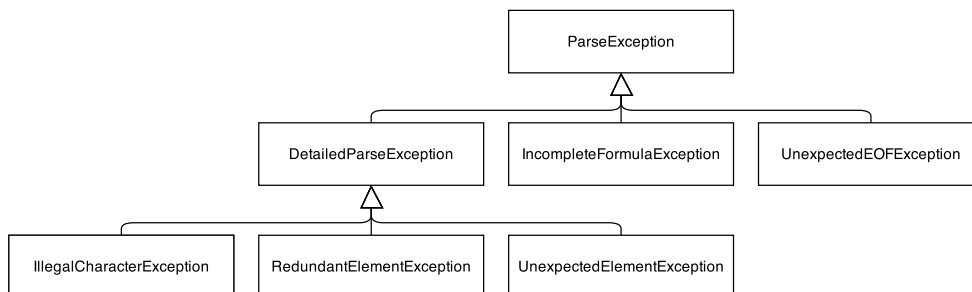 ParseException
DetailedParseException
IncompleteFormulaException
UnexpectedEOFException
IllegalCharacterException
RedundantElementException
UnexpectedElementException